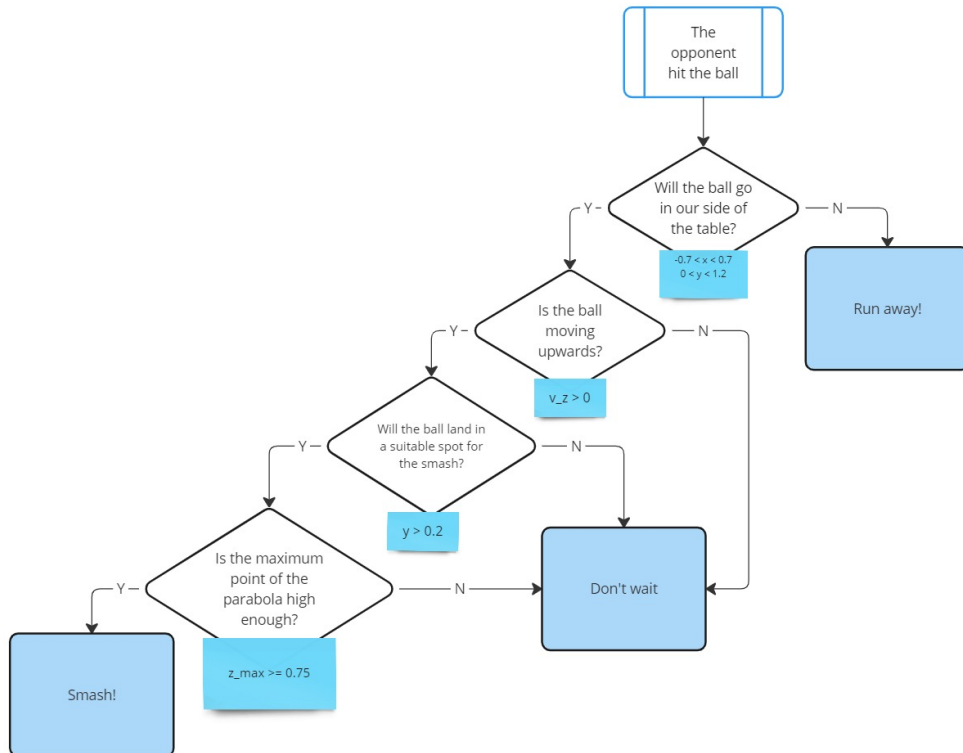 The
opponent
hit the ball
Will the ball go
in our side of
the table?
Y
N
-0.7 < x < 0.7
0 < y < 1.2
Run away!
Is the ball
moving
upwards?
Y
N
v_z > 0
Will the ball land in
a suitable spot for
the smash?
Y
N
y > 0.2
Is the maximum
point of the
parabola high
enough?
Y
N
z_max >= 0.75
Don't wait
Smash!